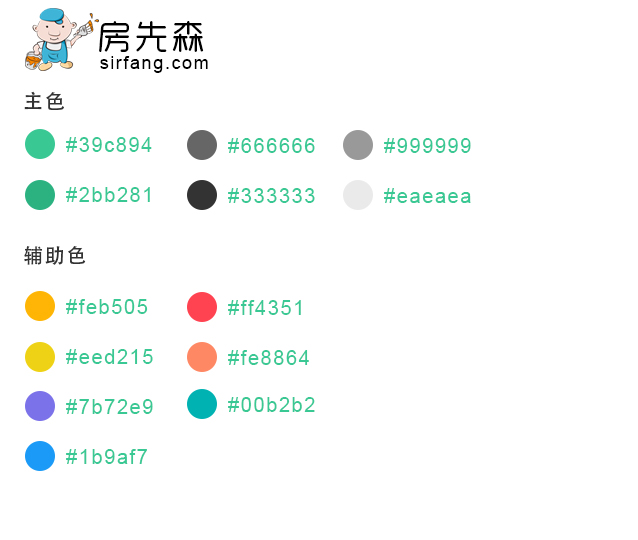 房先森
sirfang.com
主色
#39c894 #666666 #999999
#2bb281 #333333 #eaeaea
辅助色
#feb505 #ff4351
#eed215 #fe8864
#7b72e9 #00b2b2
#1b9af7